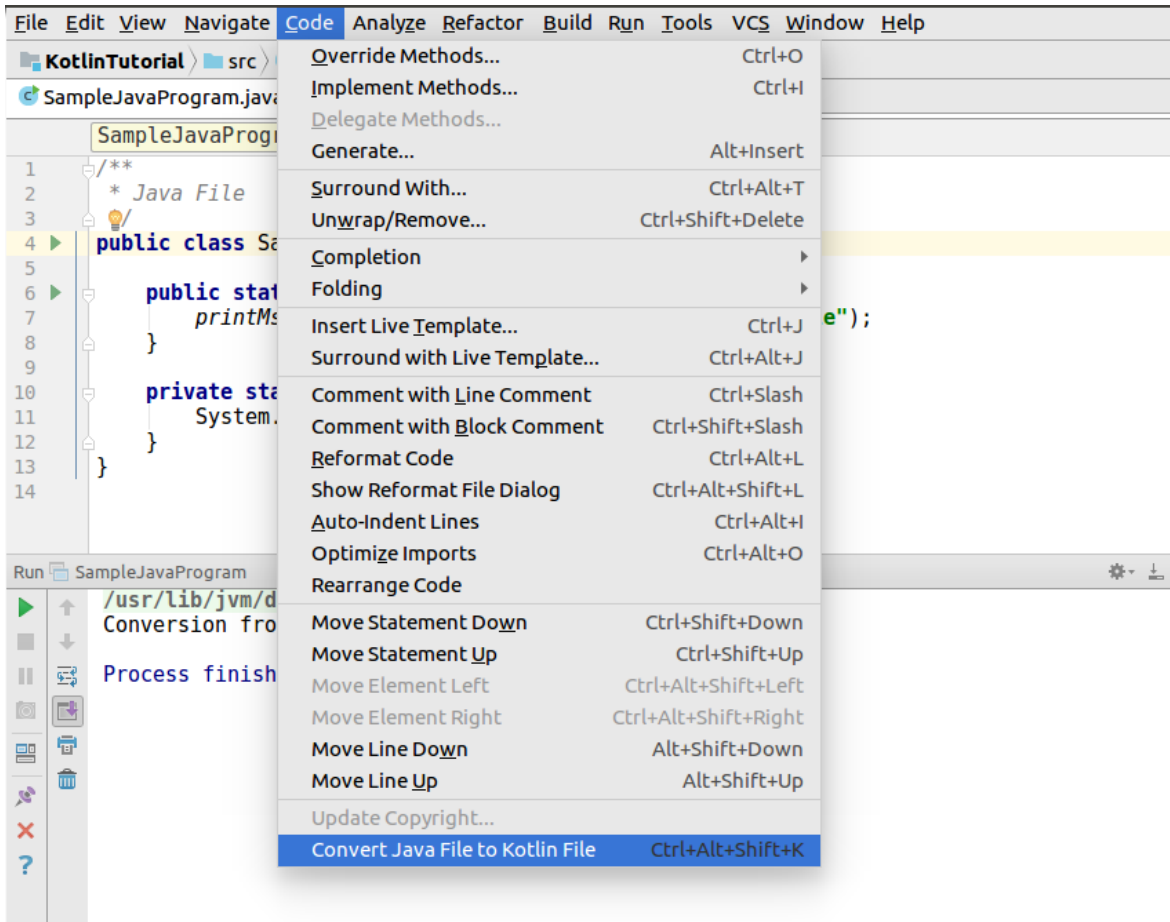 File Edit View Navigate Code Analyze Refactor Build Run Tools VCS Window Help
KotlinTutorial src
SampleJavaProgram.java
SampleJavaProgr
1 /**
2 * Java File
3 /
4 public class Sa
5
6 public stat
7 printMs e");
8 }
9
10 private sta
11 System.
12 }
13 }
14
Override Methods... Ctrl+O
Implement Methods... Ctrl+I
Delegate Methods...
Generate... Alt+Insert
Surround With... Ctrl+Alt+T
Unwrap/Remove... Ctrl+Shift+Delete
Completion
Folding
Insert Live Template... Ctrl+J
Surround with Live Template... Ctrl+Alt+J
Comment with Line Comment Ctrl+Slash
Comment with Block Comment Ctrl+Shift+Slash
Reformat Code Ctrl+Alt+L
Show Reformat File Dialog Ctrl+Alt+Shift+L
Auto-Indent Lines Ctrl+Alt+I
Optimize Imports Ctrl+Alt+O
Rearrange Code
Move Statement Down Ctrl+Shift+Down
Move Statement Up Ctrl+Shift+Up
Move Element Left Ctrl+Alt+Shift+Left
Move Element Right Ctrl+Alt+Shift+Right
Move Line Down Alt+Shift+Down
Move Line Up Alt+Shift+Up
Update Copyright...
Convert Java File to Kotlin File Ctrl+Alt+Shift+K
Run SampleJavaProgram
/usr/lib/jvm/d
Conversion fro
Process finish